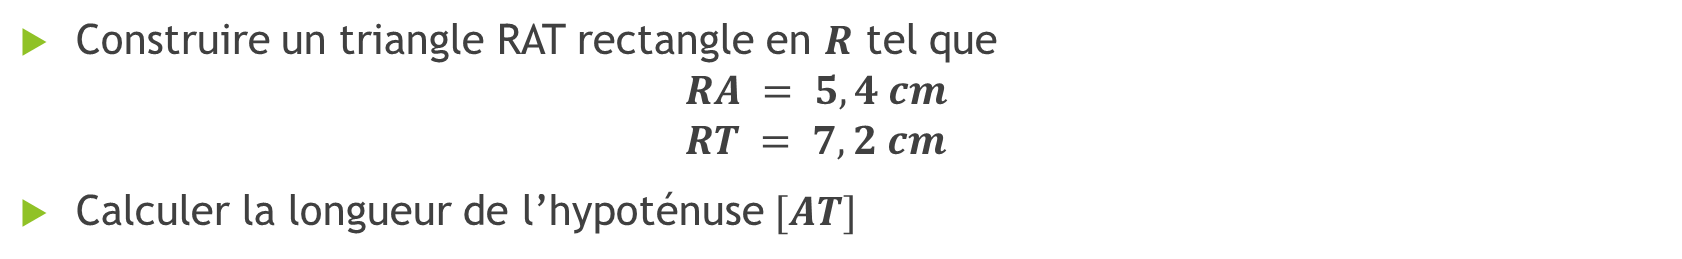 Construire un triangle RAT rectangle en R tel que
RA = 5,4 cm
RT = 7,2 cm
Calculer la longueur de l’hypoténuse [AT]